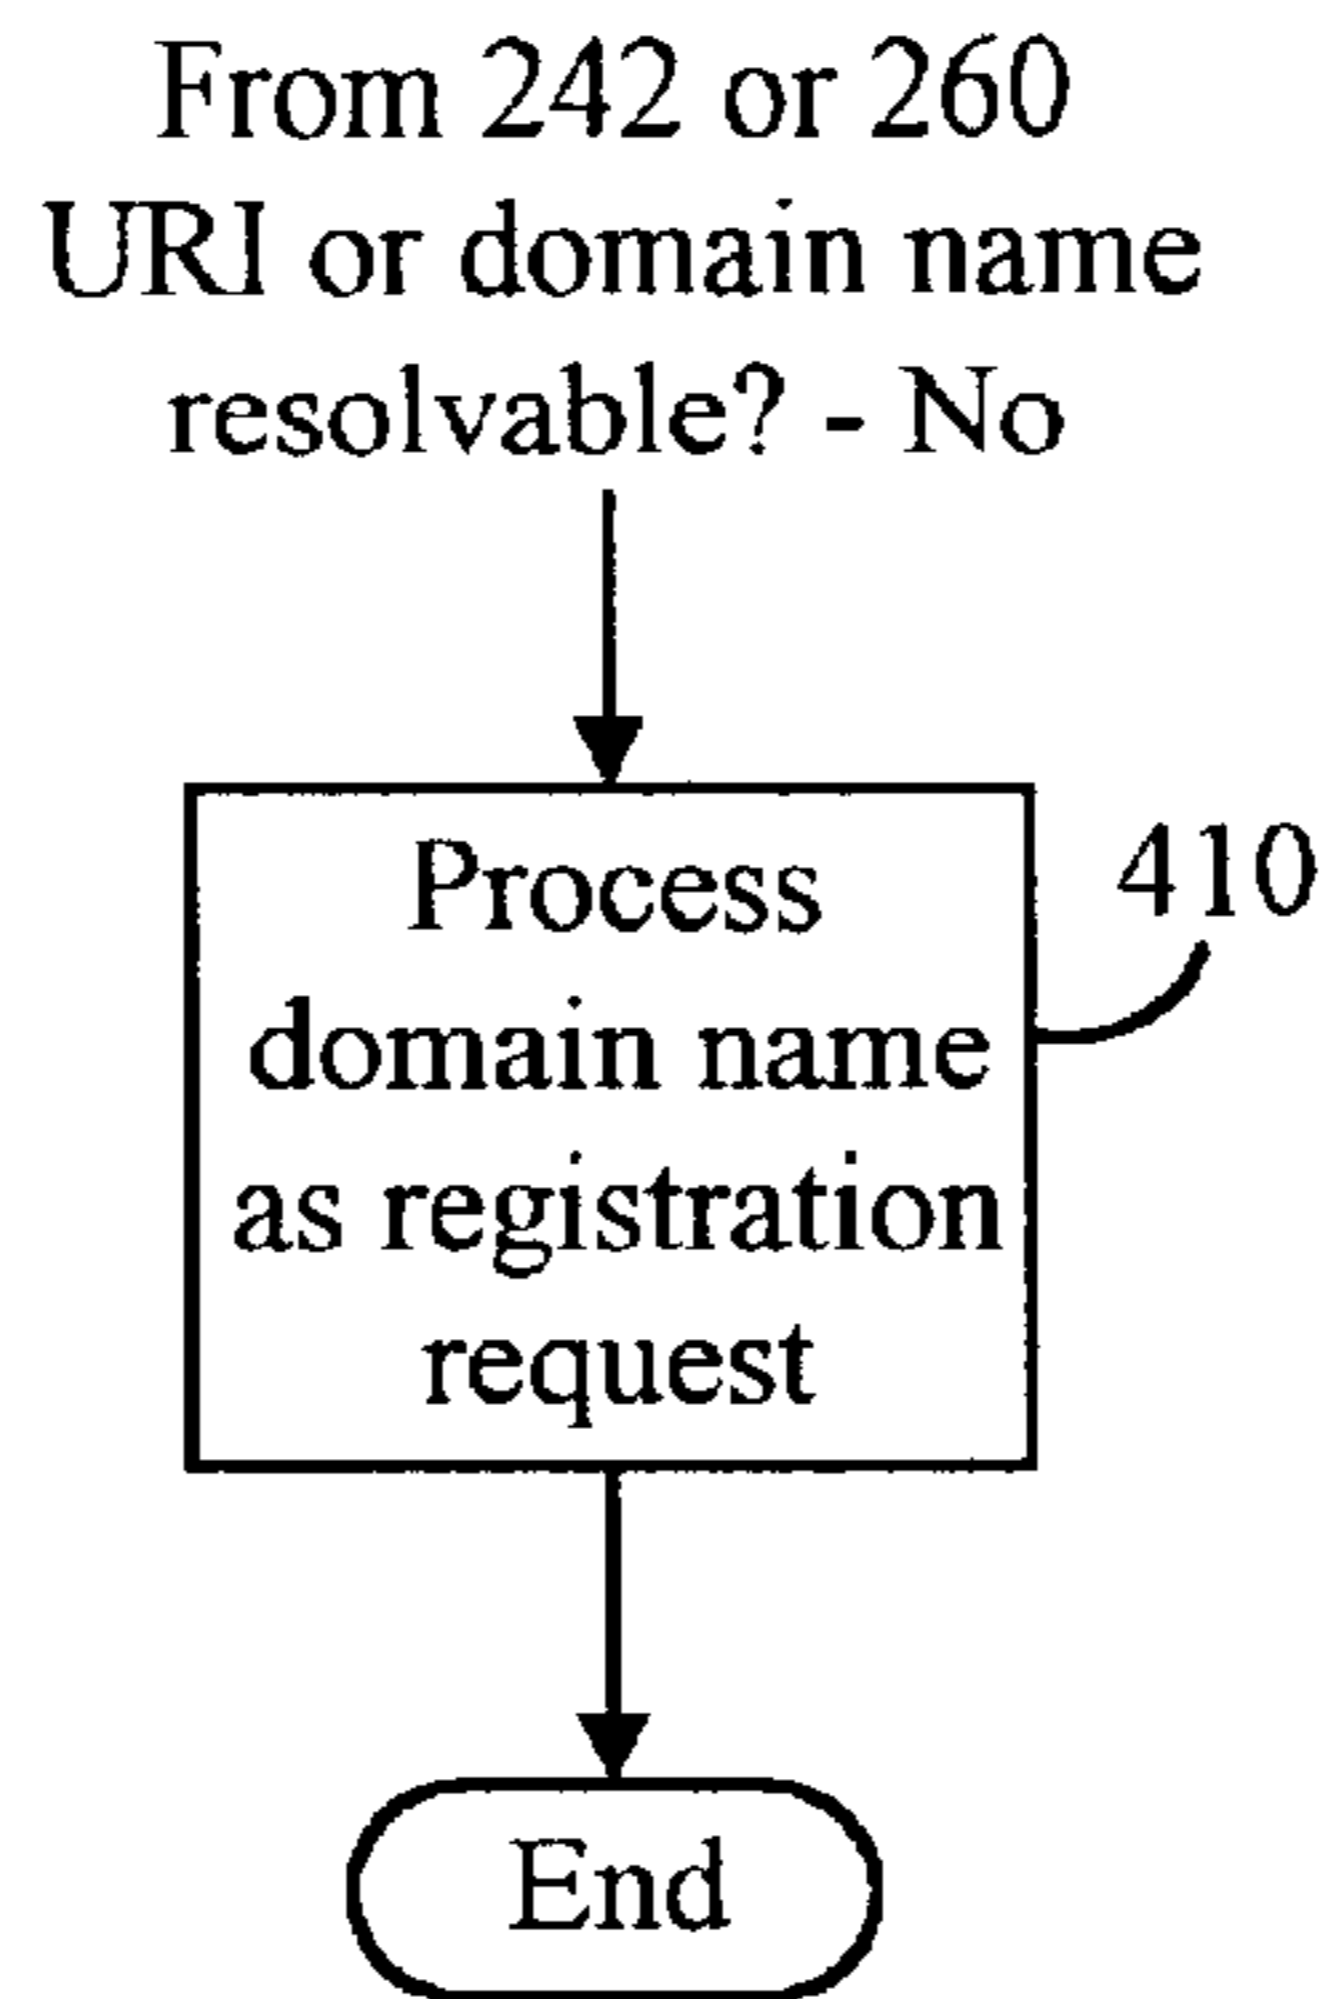 From 242 or 260
URI or domain name
resolvable? - No
Process
410
domain name
as registration
request
End